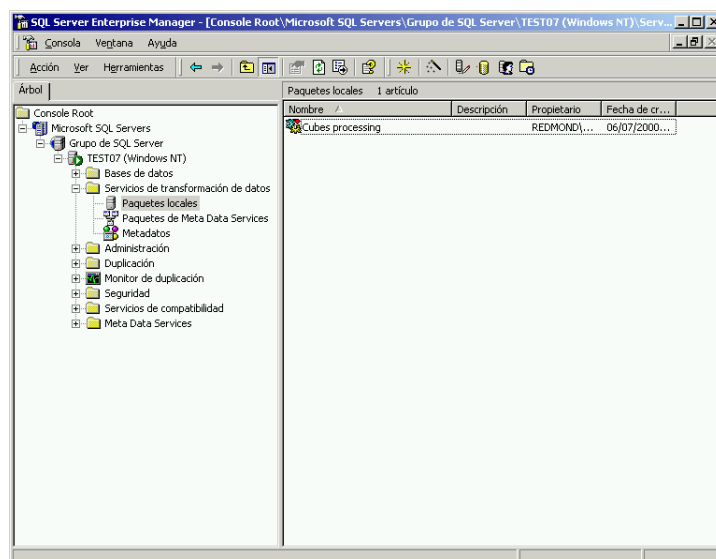 SQL Server Enterprise Manager - [Console Root\Microsoft SQL Servers\Grupo de SQL Server\TEST07 (Windows NT)\Serv...
Consola Ventana Ayuda
Acción Ver Herramientas
Árbol
Paquetes locales 1 artículo
Console Root
Microsoft SQL Servers
Grupo de SQL Server
TEST07 (Windows NT)
Bases de datos
Servicios de transformación de datos
Paquetes locales
Paquetes de Meta Data Services
Metadatos
Administración
Duplicación
Monitor de duplicación
Seguridad
Servicios de compatibilidad
Meta Data Services
Nombre Descripción Propietario Fecha de cr...
Cubes processing REDMOND\... 06/07/2000...